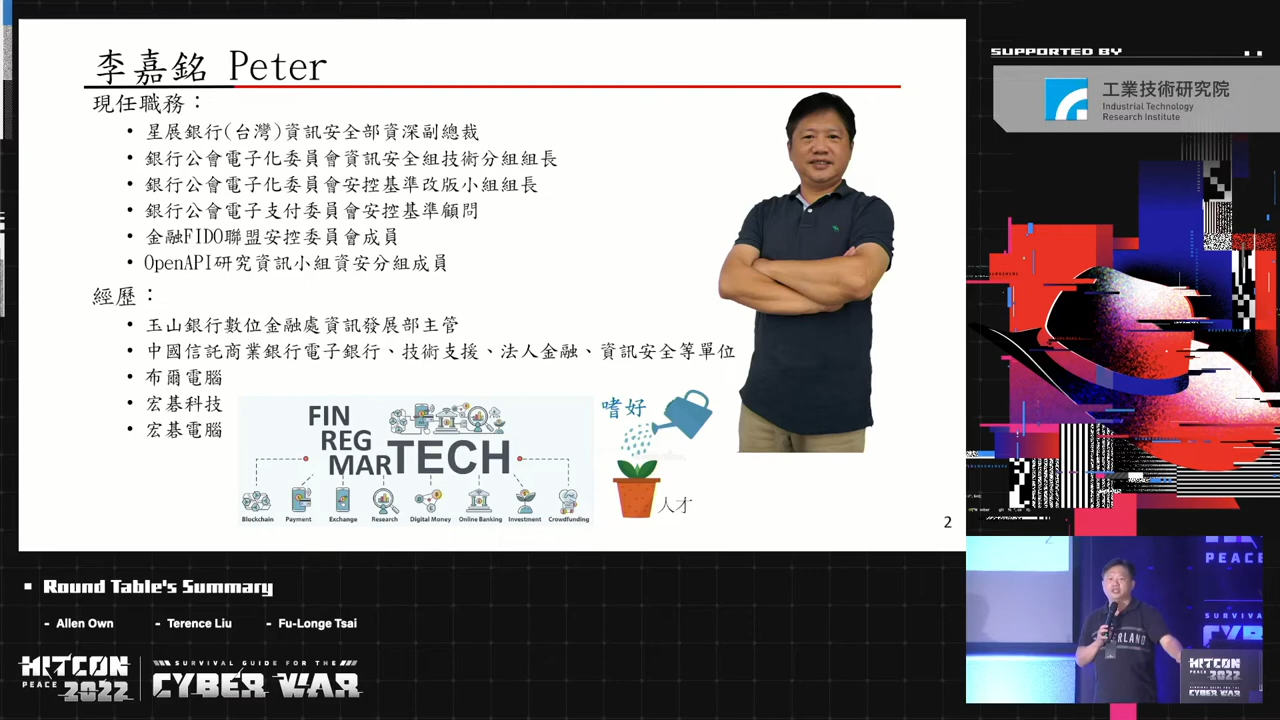 李嘉銘 Peter
現任職務：
• 星展銀行(台灣)資訊安全部資深副總裁
• 銀行公會電子化委員會資訊安全組技術分組組長
• 銀行公會電子化委員會安控基準改版小組組長
• 銀行公會電子支付委員會安控基準顧問
• 金融FIDO聯盟安控委員會成員
• OpenAPI研究資訊小組資安分組成員
經歷：
• 玉山銀行數位金融處資訊發展部主管
• 中國信託商業銀行電子銀行、技術支援、法人金融、資訊安全等單位
• 布爾電腦
• 宏碁科技
• 宏碁電腦
FIN
REG
MARTECH
Blockchain Payment Exchange Research Digital Money Online Banking Investment Crowdfunding
嗜好
人才
2
SUPPORTED BY
工業技術研究院
Industrial Technology
Research Institute
Round Table's Summary
- Allen Own - Terence Liu - Fu-Longe Tsai
HITCON
PEACE 2022
SURVIVAL GUIDE FOR THE
CYBER WAR
PEACE
SURVIVAL
CYBER
ERLAND
HITCON
PEACE 2022
CYBER WAR